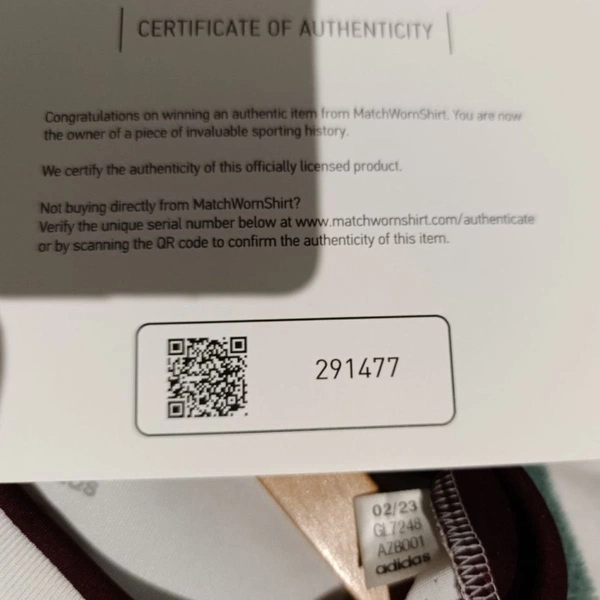 CERTIFICATE OF AUTHENTICITY
Congratulations on winning an authentic item from MatchWornShirt. You are now
the owner of a piece of invaluable sporting history.
We certify the authenticity of this officially licensed product.
Not buying directly from MatchWornShirt?
Verify the unique serial number below at www.matchwornshirt.com/authenticate
or by scanning the QR code to confirm the authenticity of this item.
291477
02/23
GL7248
AZB001
adidas